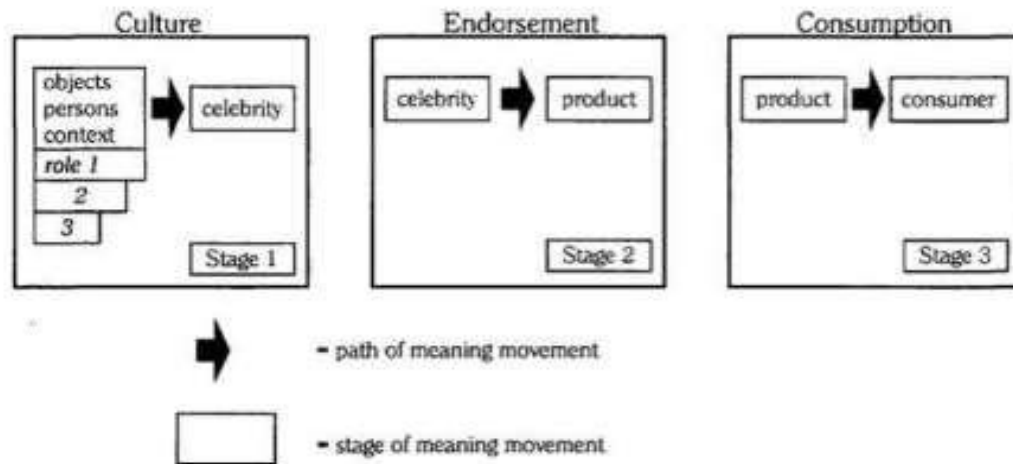 Culture
objects
persons
context
role 1
2
3
celebrity
Stage 1
Endorsement
celebrity
product
Stage 2
Consumption
product
consumer
Stage 3
= path of meaning movement
= stage of meaning movement